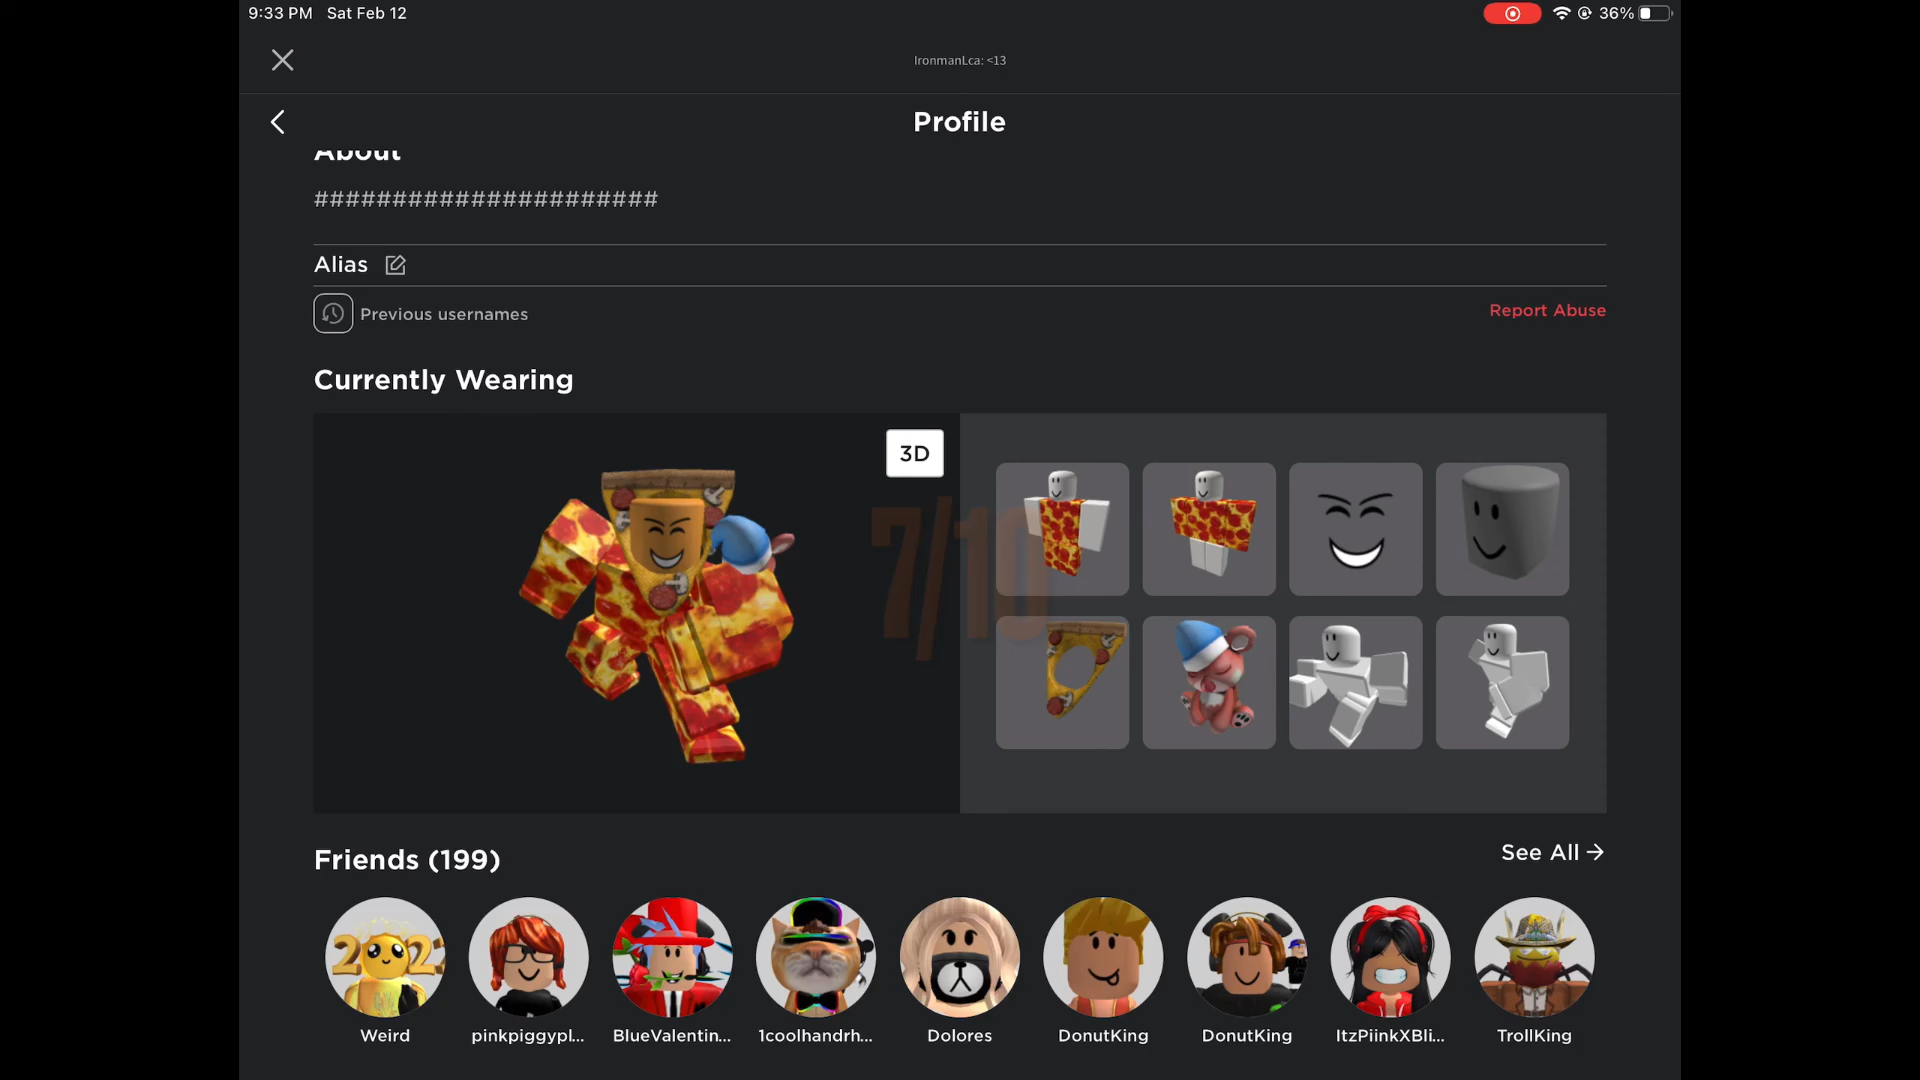 9:33 PM Sat Feb 12
36%
IronmanLca: <13
Profile
About
######################
Alias
Previous usernames
Report Abuse
Currently Wearing
3D
7/10
Friends (199)
See All
Weird
pinkpiggypl...
BlueValentin...
1coolhandrh...
Dolores
DonutKing
DonutKing
ItzPiinkXBli...
TrollKing